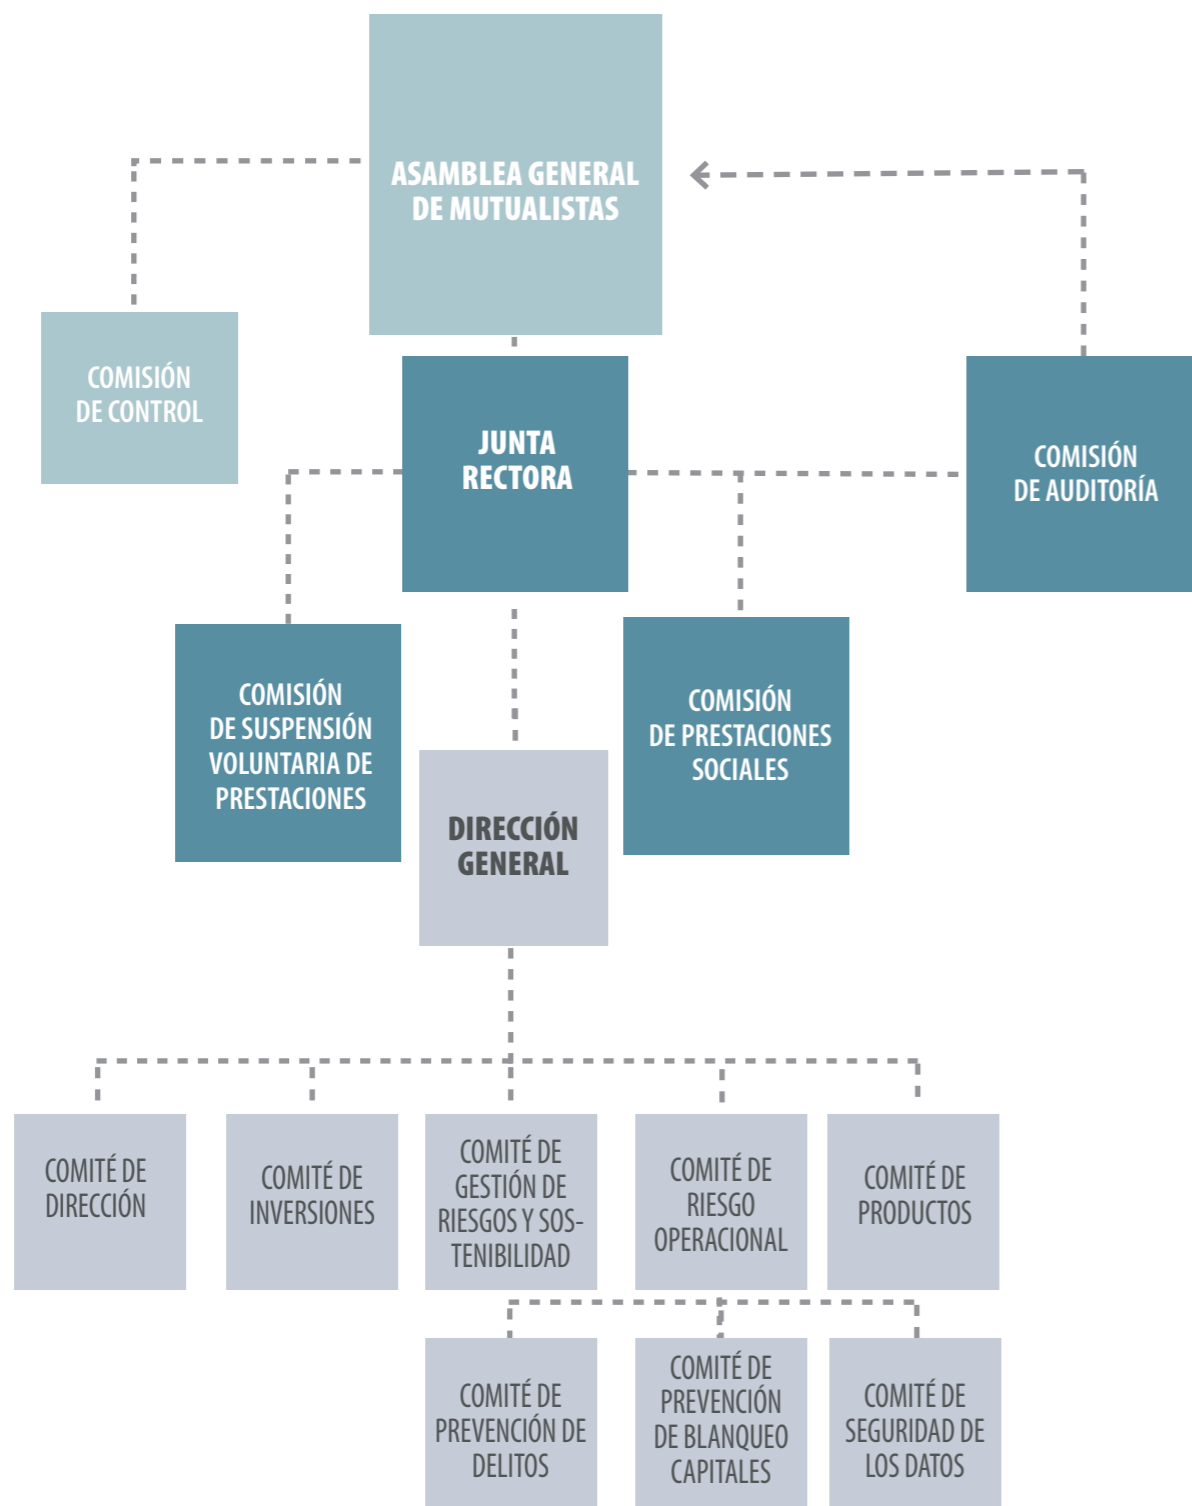 ASAMBLEA GENERAL
DE MUTUALISTAS
COMISIÓN
DE CONTROL
JUNTA
RECTORA
COMISIÓN
DE AUDITORÍA
COMISIÓN
DE SUSPENSIÓN
VOLUNTARIA DE
PRESTACIONES
COMISIÓN
DE PRESTACIONES
SOCIALES
DIRECCIÓN
GENERAL
COMITÉ DE
DIRECCIÓN
COMITÉ DE
INVERSIONES
COMITÉ DE
GESTIÓN DE
RIESGOS Y SOS-
TENIBILIDAD
COMITÉ DE
RIESGO
OPERACIONAL
COMITÉ DE
PRODUCTOS
COMITÉ DE
PREVENCIÓN DE
DELITOS
COMITÉ DE
PREVENCIÓN
DE BLANQUEO
CAPITALES
COMITÉ DE
SEGURIDAD DE
LOS DATOS